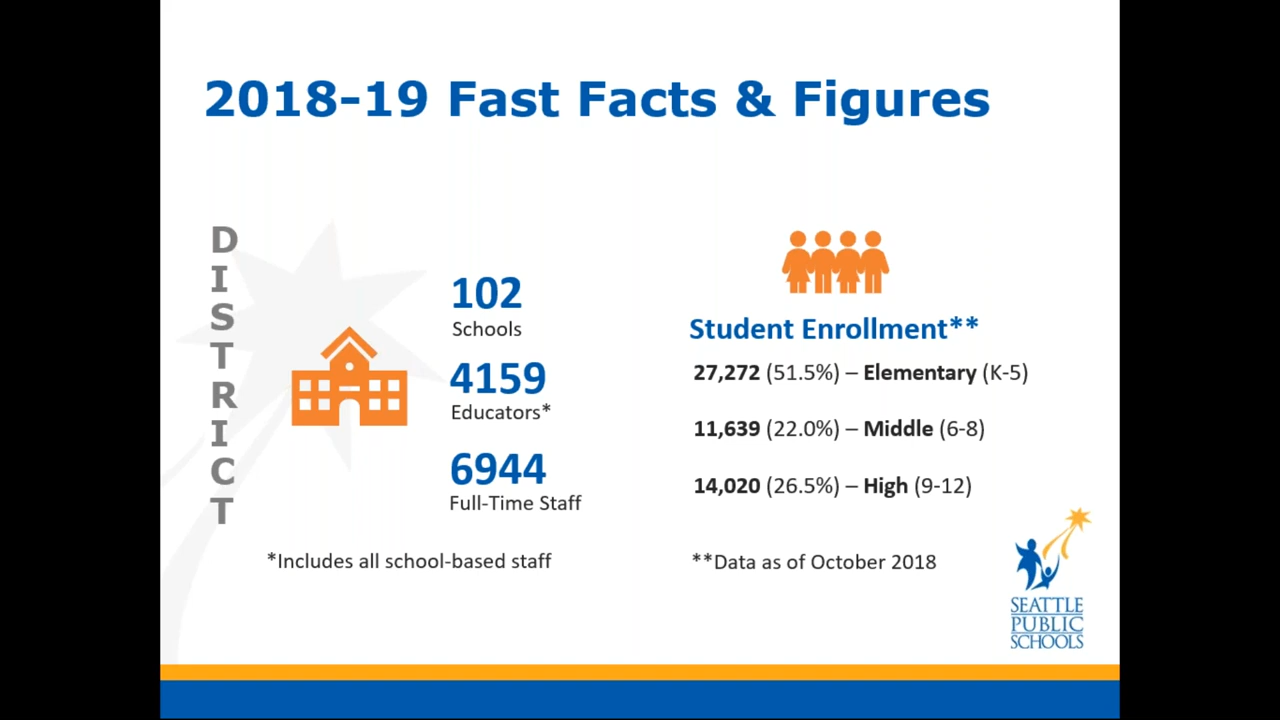 2018-19 Fast Facts & Figures
DISTRICT
102
Schools
4159
Educators*
6944
Full-Time Staff
*Includes all school-based staff
Student Enrollment**
27,272 (51.5%) – Elementary (K-5)
11,639 (22.0%) – Middle (6-8)
14,020 (26.5%) – High (9-12)
**Data as of October 2018
SEATTLE
PUBLIC
SCHOOLS